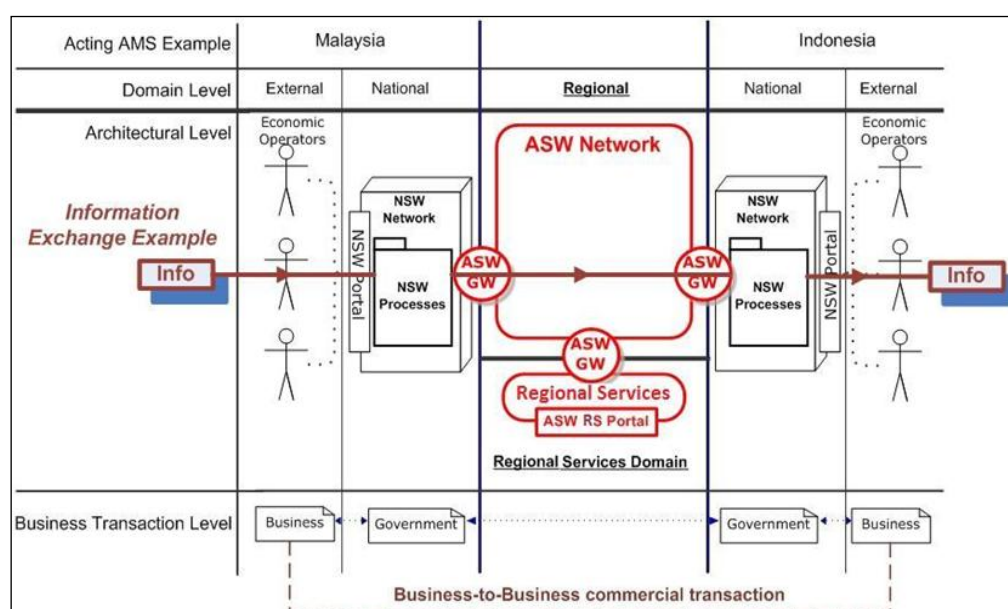 Acting AMS Example
Malaysia
Indonesia
Domain Level
External
National
Regional
National
External
Architectural Level
Economic
Operators
ASW Network
Economic
Operators
Information
Exchange Example
NSW
Network
NSW
Network
NSW Portal
NSW Portal
Info
NSW
Processes
ASW
GW
ASW
GW
NSW
Processes
Info
ASW
GW
Regional Services
ASW RS Portal
Regional Services Domain
Business Transaction Level
Business
Government
Government
Business
Business-to-Business commercial transaction